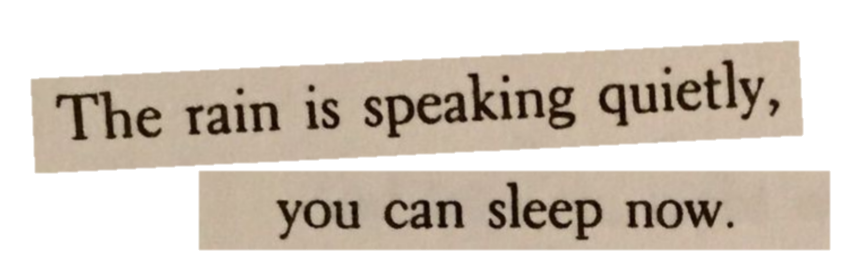 The rain is speaking quietly,
you can sleep now.